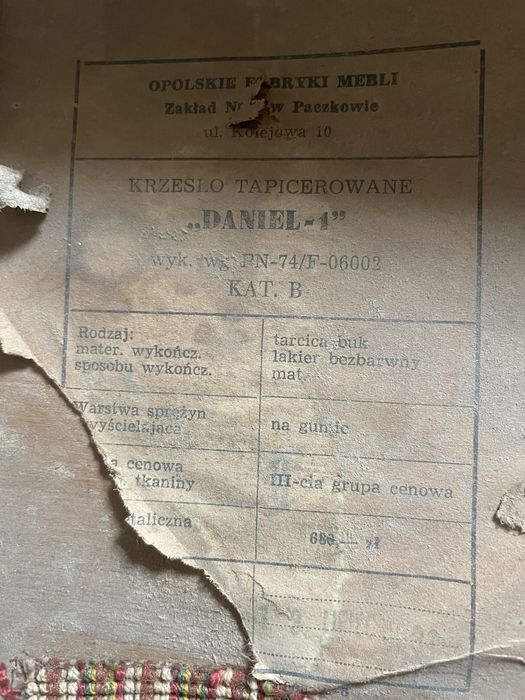 OPOLSKIE FABRYKI MEBLI
Zakład w Paczkowie
ul. Kolejowa 10
KRZESŁO TAPICEROWANE
„DANIEL-1”
wyk. wg PN-74/F-06002
KAT. B
Rodzaj:
mater. wykończ.
sposobu wykończ.
tarcica buk
lakier bezbarwny
mat.
Warstwa sprężyn
wyściełająca
na gumie
cenowa
tkaniny
III-cia grupa cenowa
taliczna
zł